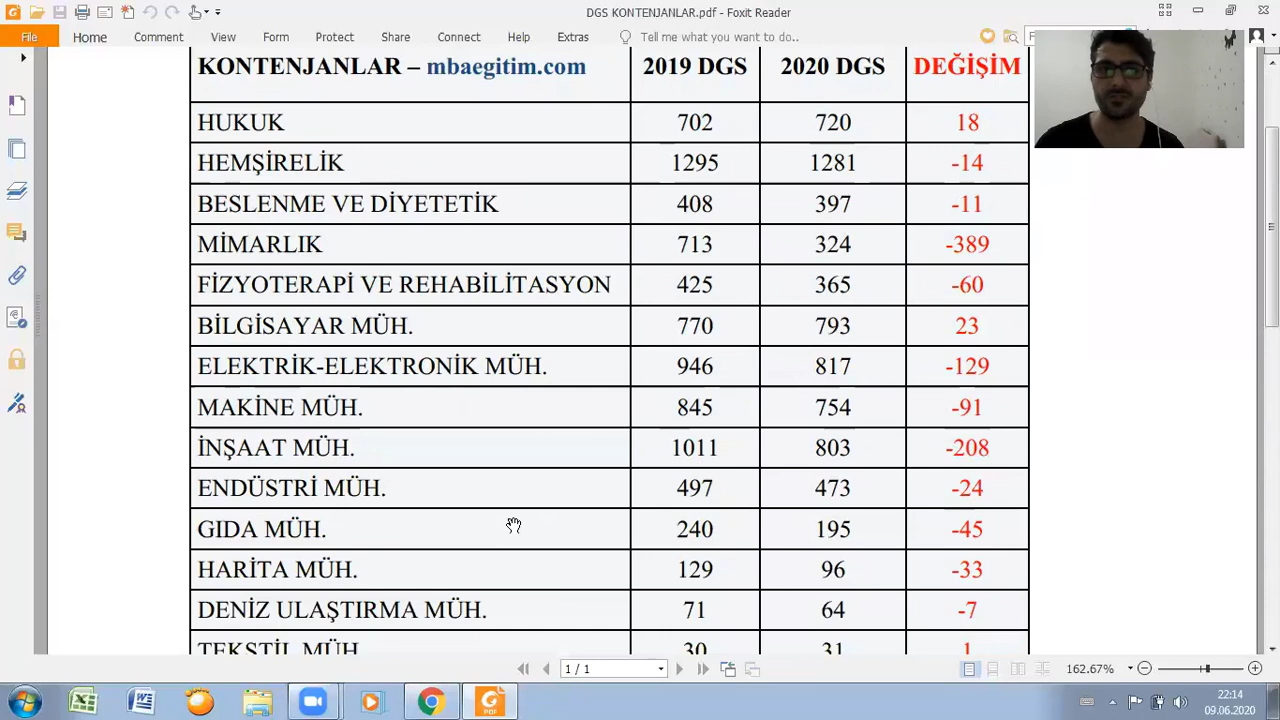 DGS KONTENJANLAR.pdf - Foxit Reader
File Home Comment View Form Protect Share Connect Help Extras Tell me what you want to do..
KONTENJANLAR – mbaegitim.com 2019 DGS 2020 DGS DEĞİŞİM
HUKUK 702 720 18
HEMŞİRELİK 1295 1281 -14
BESLENME VE DİYETETİK 408 397 -11
MİMARLIK 713 324 -389
FİZYOTERAPİ VE REHABİLİTASYON 425 365 -60
BİLGİSAYAR MÜH. 770 793 23
ELEKTRİK-ELEKTRONİK MÜH. 946 817 -129
MAKİNE MÜH. 845 754 -91
İNŞAAT MÜH. 1011 803 -208
ENDÜSTRİ MÜH. 497 473 -24
GIDA MÜH. 240 195 -45
HARİTA MÜH. 129 96 -33
DENİZ ULAŞTIRMA MÜH. 71 64 -7
TEKSTİL MÜH. 30 31 1
1 / 1 162.67%
PDF
22:14
09.06.2020